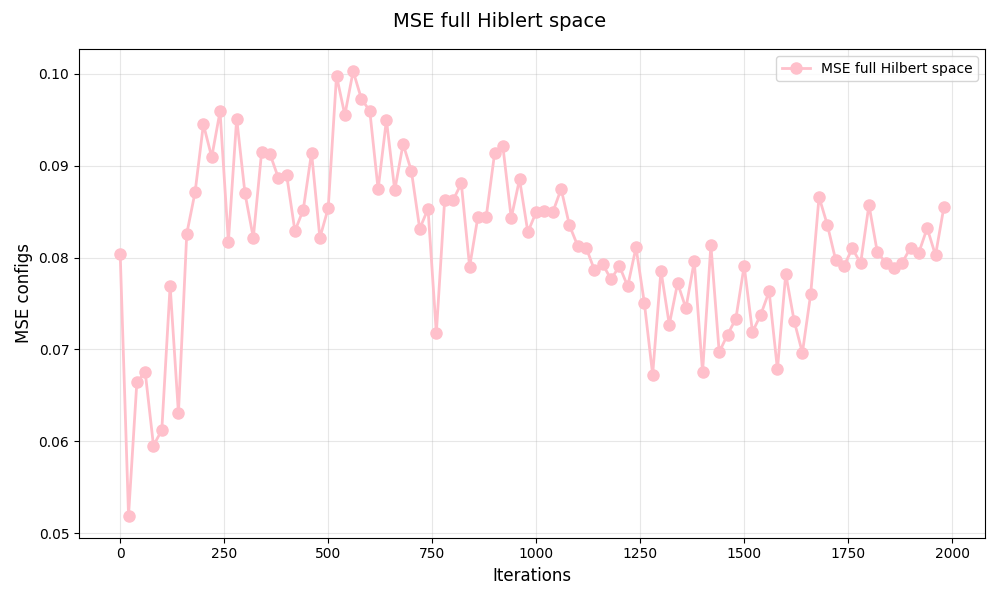 MSE full Hiblert space
MSE full Hilbert space
0.10
0.09
0.08
0.07
0.06
0.05
MSE configs
0 250 500 750 1000 1250 1500 1750 2000
Iterations